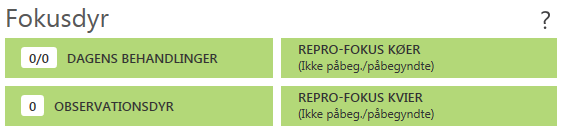 Fokusdyr ?
0/0 DAGENS BEHANDLINGER
REPRO-FOKUS KØER
(Ikke påbeg./påbegyndte)
0 OBSERVATIONSDYR
REPRO-FOKUS KVIER
(Ikke påbeg./påbegyndte)